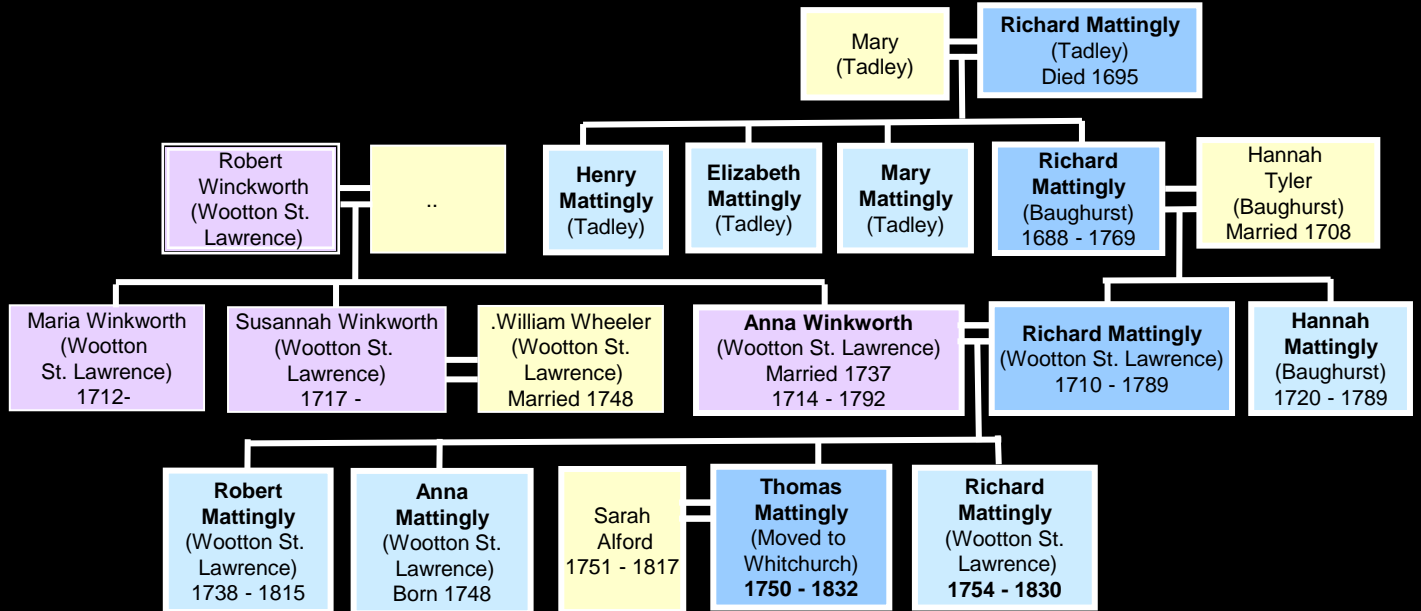 Mary
(Tadley)
Richard Mattingly
(Tadley)
Died 1695
Robert
Winckworth
(Wootton St.
Lawrence)
..
Henry
Mattingly
(Tadley)
Elizabeth
Mattingly
(Tadley)
Mary
Mattingly
(Tadley)
Richard
Mattingly
(Baughurst)
1688 - 1769
Hannah
Tyler
(Baughurst)
Married 1708
Maria Winkworth
(Wootton
St. Lawrence)
1712-
Susannah Winkworth
(Wootton St.
Lawrence)
1717 -
.William Wheeler
(Wootton St.
Lawrence)
Married 1748
Anna Winkworth
(Wootton St. Lawrence)
Married 1737
1714 - 1792
Richard Mattingly
(Wootton St. Lawrence)
1710 - 1789
Hannah
Mattingly
(Baughurst)
1720 - 1789
Robert
Mattingly
(Wootton St.
Lawrence)
1738 - 1815
Anna
Mattingly
(Wootton St.
Lawrence)
Born 1748
Sarah
Alford
1751 - 1817
Thomas
Mattingly
(Moved to
Whitchurch)
1750 - 1832
Richard
Mattingly
(Wootton St.
Lawrence)
1754 - 1830